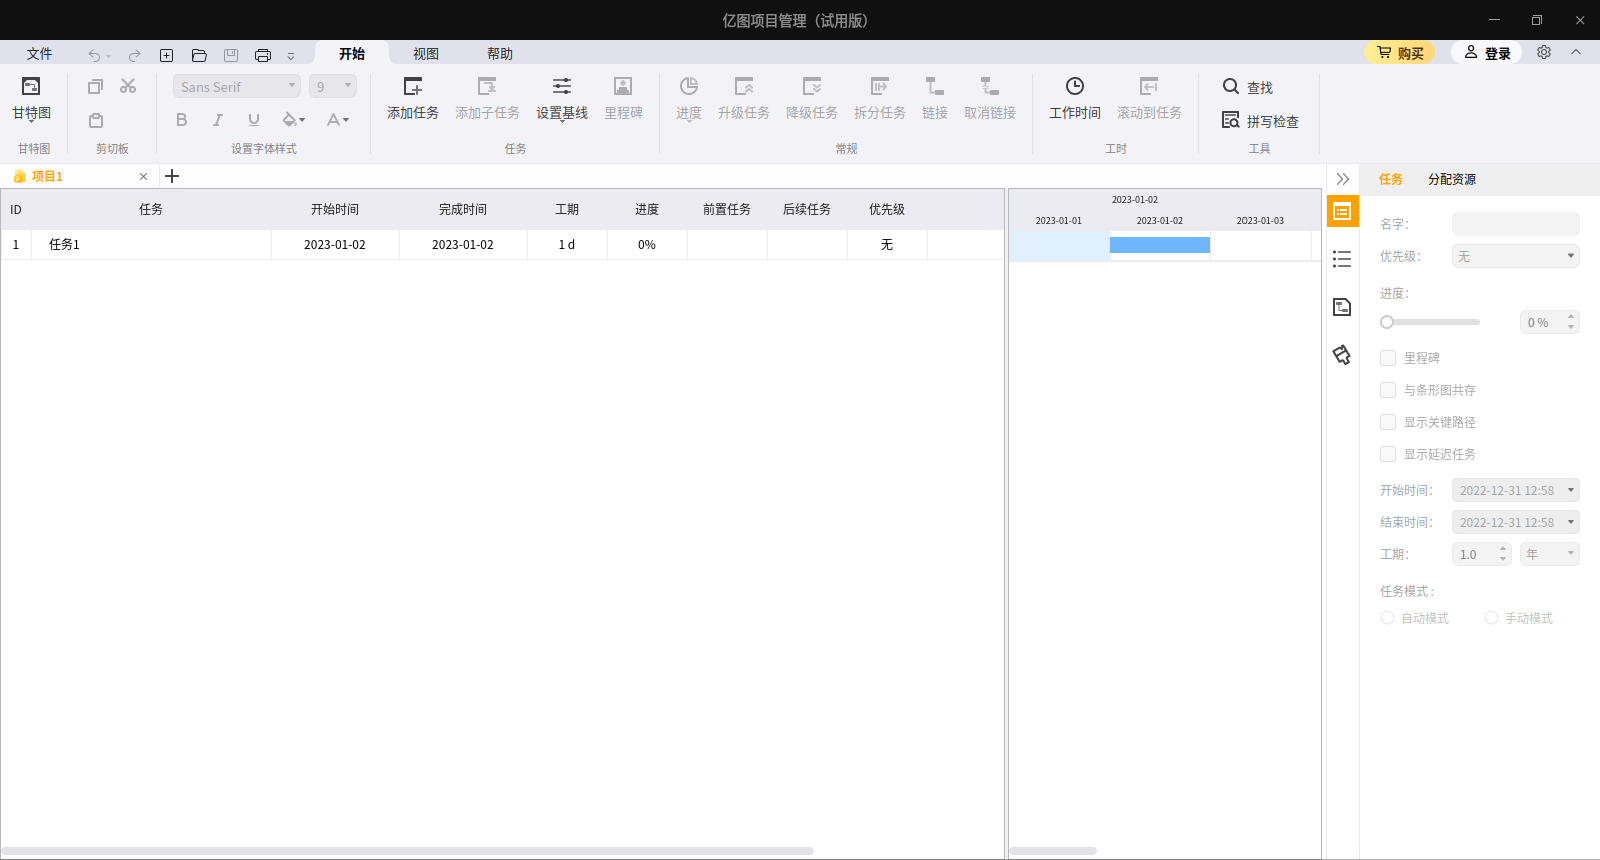 亿图项目管理（试用版）
文件
开始
视图
帮助
购买
登录
甘特图
Sans Serif
9
添加任务
添加子任务
设置基线
里程碑
进度
升级任务
降级任务
拆分任务
链接
取消链接
工作时间
滚动到任务
查找
拼写检查
甘特图
剪切板
设置字体样式
任务
常规
工时
工具
项目1
任务
分配资源
ID
任务
开始时间
完成时间
工期
进度
前置任务
后续任务
优先级
1
任务1
2023-01-02
2023-01-02
1 d
0%
无
2023-01-02
2023-01-01
2023-01-02
2023-01-03
名字：
优先级：
无
进度：
0 %
里程碑
与条形图共存
显示关键路径
显示延迟任务
开始时间：
2022-12-31 12:58
结束时间：
2022-12-31 12:58
工期：
1.0
年
任务模式：
自动模式
手动模式